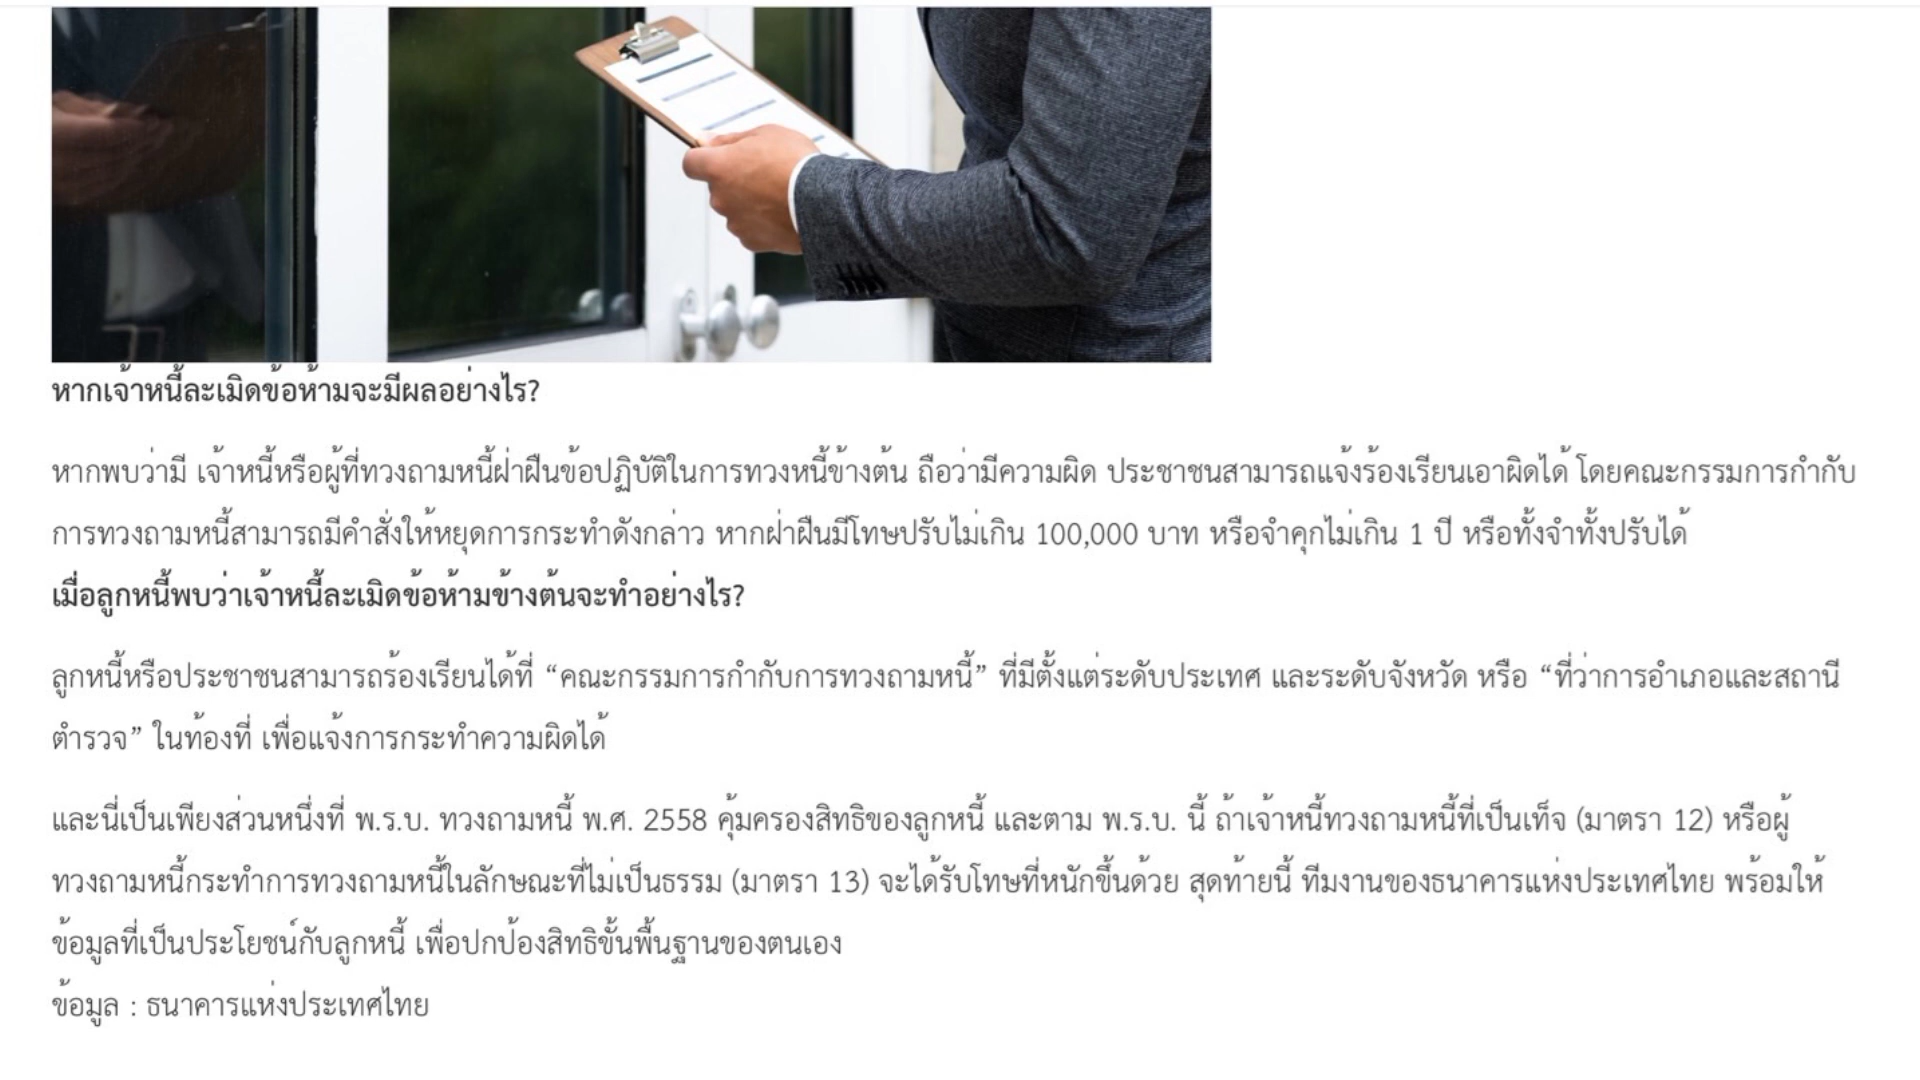 หากเจ้าหนี้ละเมิดข้อห้ามจะมีผลอย่างไร?
หากพบว่ามี เจ้าหนี้หรือผู้ที่ทวงถามหนี้ฝ่าฝืนข้อปฏิบัติในการทวงหนี้ข้างต้น ถือว่ามีความผิด ประชาชนสามารถแจ้งร้องเรียนเอาผิดได้ โดยคณะกรรมการกำกับ
การทวงถามหนี้สามารถมีคำสั่งให้หยุดการกระทำดังกล่าว หากฝ่าฝืนมีโทษปรับไม่เกิน 100,000 บาท หรือจำคุกไม่เกิน 1 ปี หรือทั้งจำทั้งปรับได้
เมื่อลูกหนี้พบว่าเจ้าหนี้ละเมิดข้อห้ามข้างต้นจะทำอย่างไร?
ลูกหนี้หรือประชาชนสามารถร้องเรียนได้ที่ “คณะกรรมการกำกับการทวงถามหนี้” ที่มีตั้งแต่ระดับประเทศ และระดับจังหวัด หรือ “ที่ว่าการอำเภอและสถานี
ตำรวจ” ในท้องที่ เพื่อแจ้งการกระทำความผิดได้
และนี่เป็นเพียงส่วนหนึ่งที่ พ.ร.บ. ทวงถามหนี้ พ.ศ. 2558 คุ้มครองสิทธิของลูกหนี้ และตาม พ.ร.บ. นี้ ถ้าเจ้าหนี้ทวงถามหนี้ที่เป็นเท็จ (มาตรา 12) หรือผู้
ทวงถามหนี้กระทำการทวงถามหนี้ในลักษณะที่ไม่เป็นธรรม (มาตรา 13) จะได้รับโทษที่หนักขึ้นด้วย สุดท้ายนี้ ทีมงานของธนาคารแห่งประเทศไทย พร้อมให้
ข้อมูลที่เป็นประโยชน์กับลูกหนี้ เพื่อปกป้องสิทธิขั้นพื้นฐานของตนเอง
ข้อมูล : ธนาคารแห่งประเทศไทย